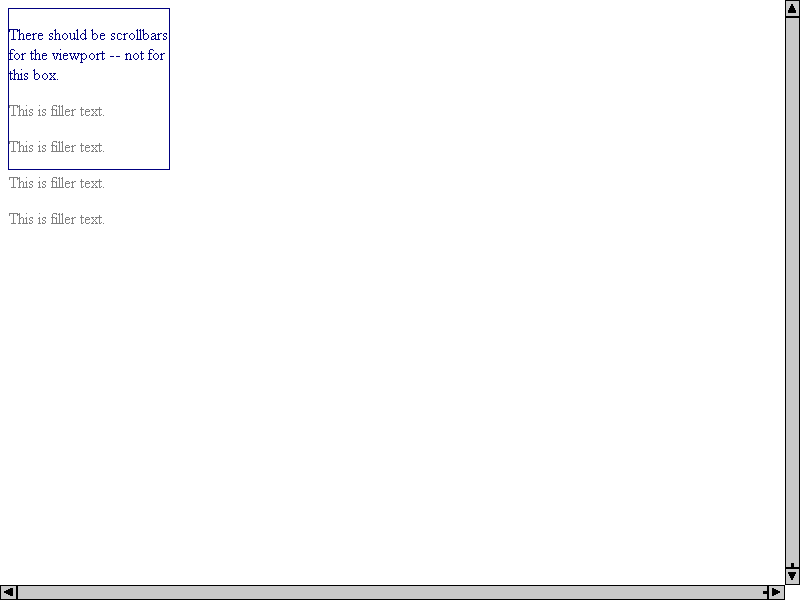 There should be scrollbars
for the viewport -- not for
this box.
This is filler text.
This is filler text.
This is filler text.
This is filler text.